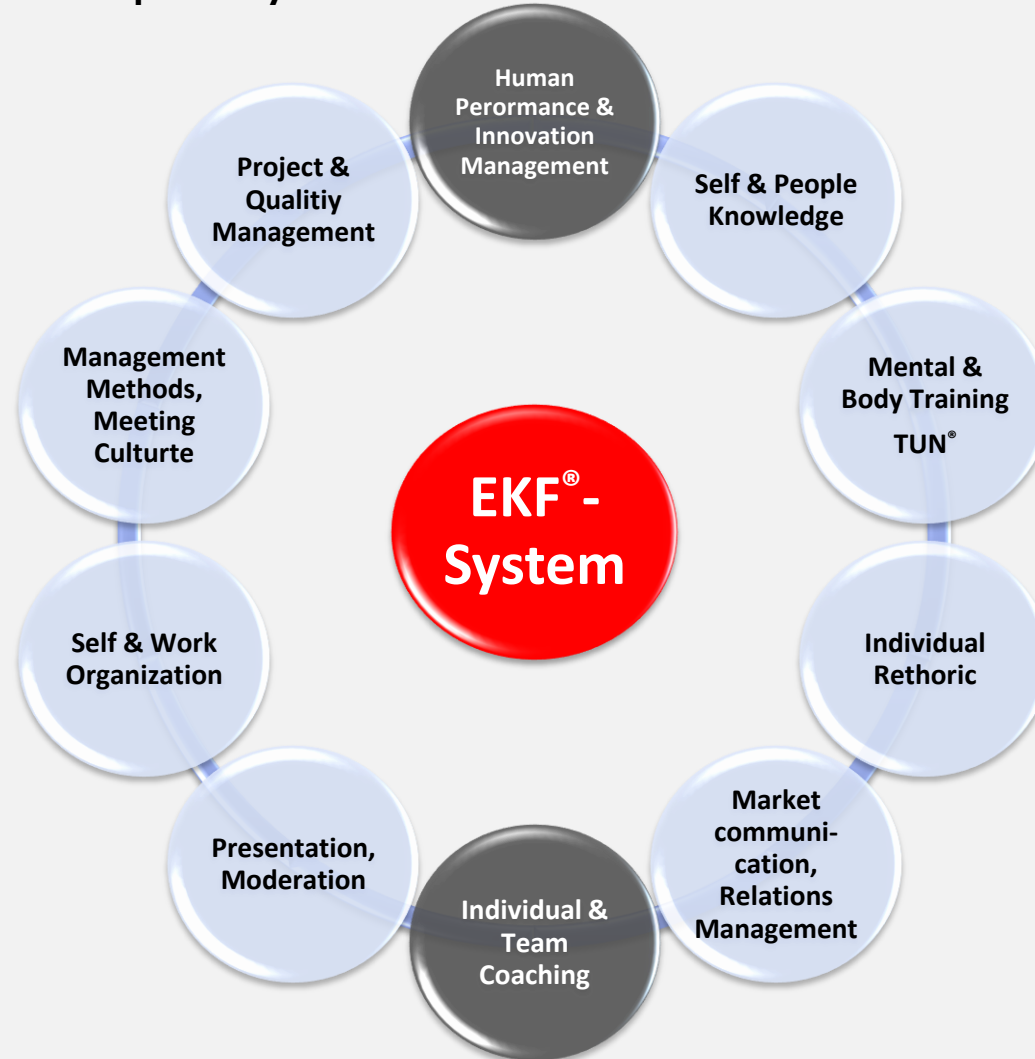 Human
Perormance &
Innovation
Management
Self & People
Knowledge
Mental &
Body Training
TUN®
Individual
Rethoric
Market
communi-
cation,
Relations
Management
Individual &
Team
Coaching
Presentation,
Moderation
Self & Work
Organization
Management
Methods,
Meeting
Culturte
Project &
Qualitiy
Management
EKF®-
System